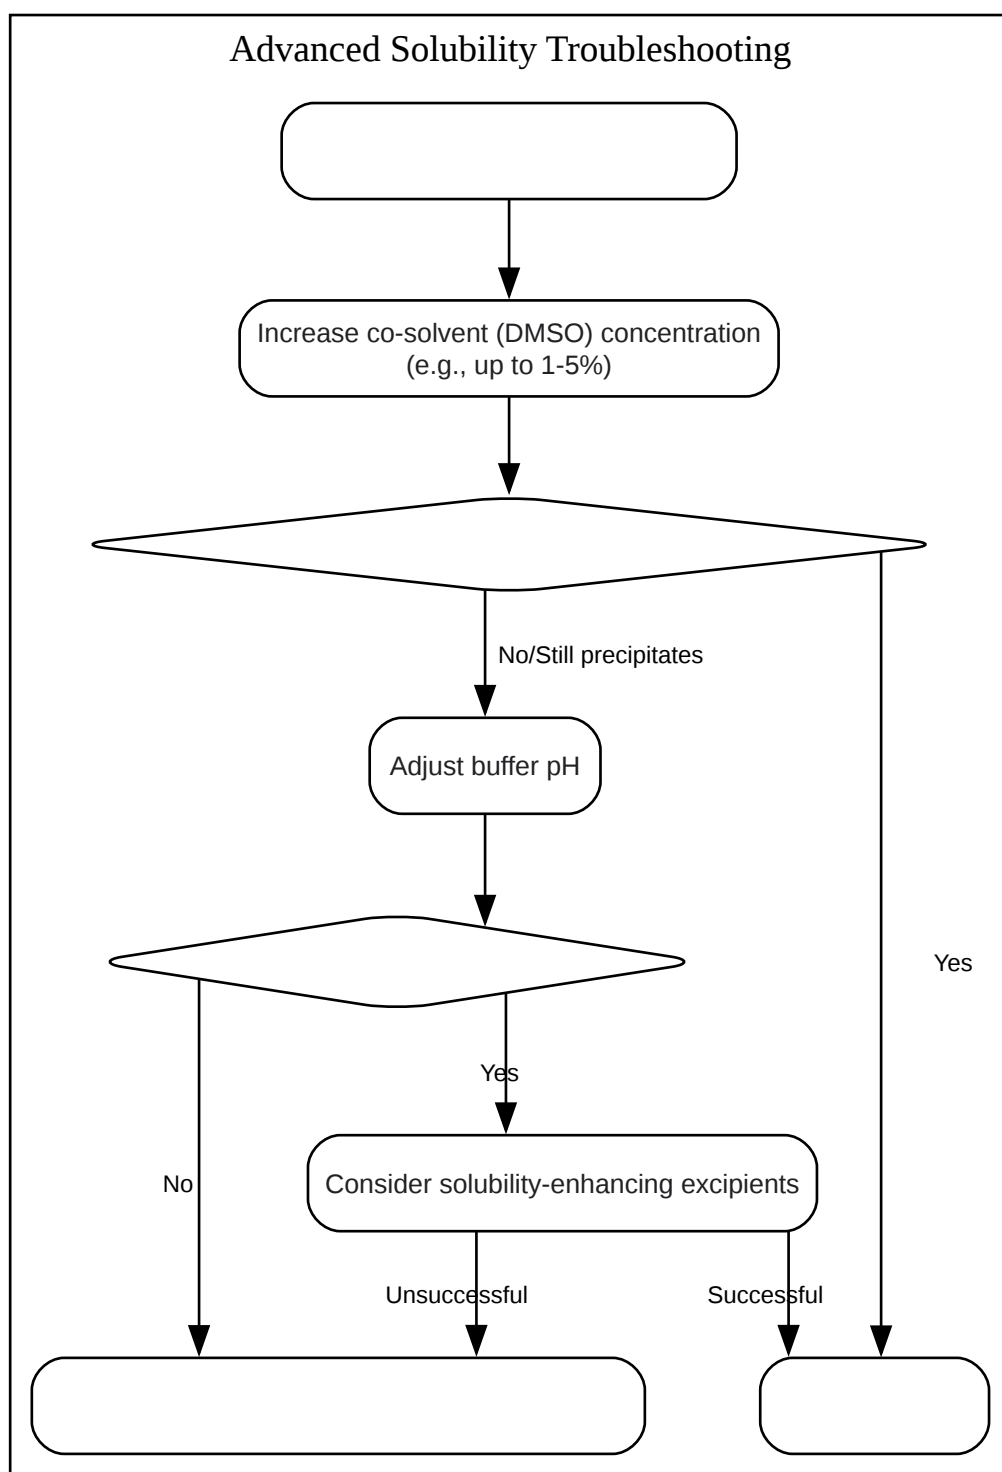 Advanced Solubility Troubleshooting
Increase co-solvent (DMSO) concentration
(e.g., up to 1-5%)
No/Still precipitates
Adjust buffer pH
Yes
Yes
No
Consider solubility-enhancing excipients
Unsuccessful
Successful